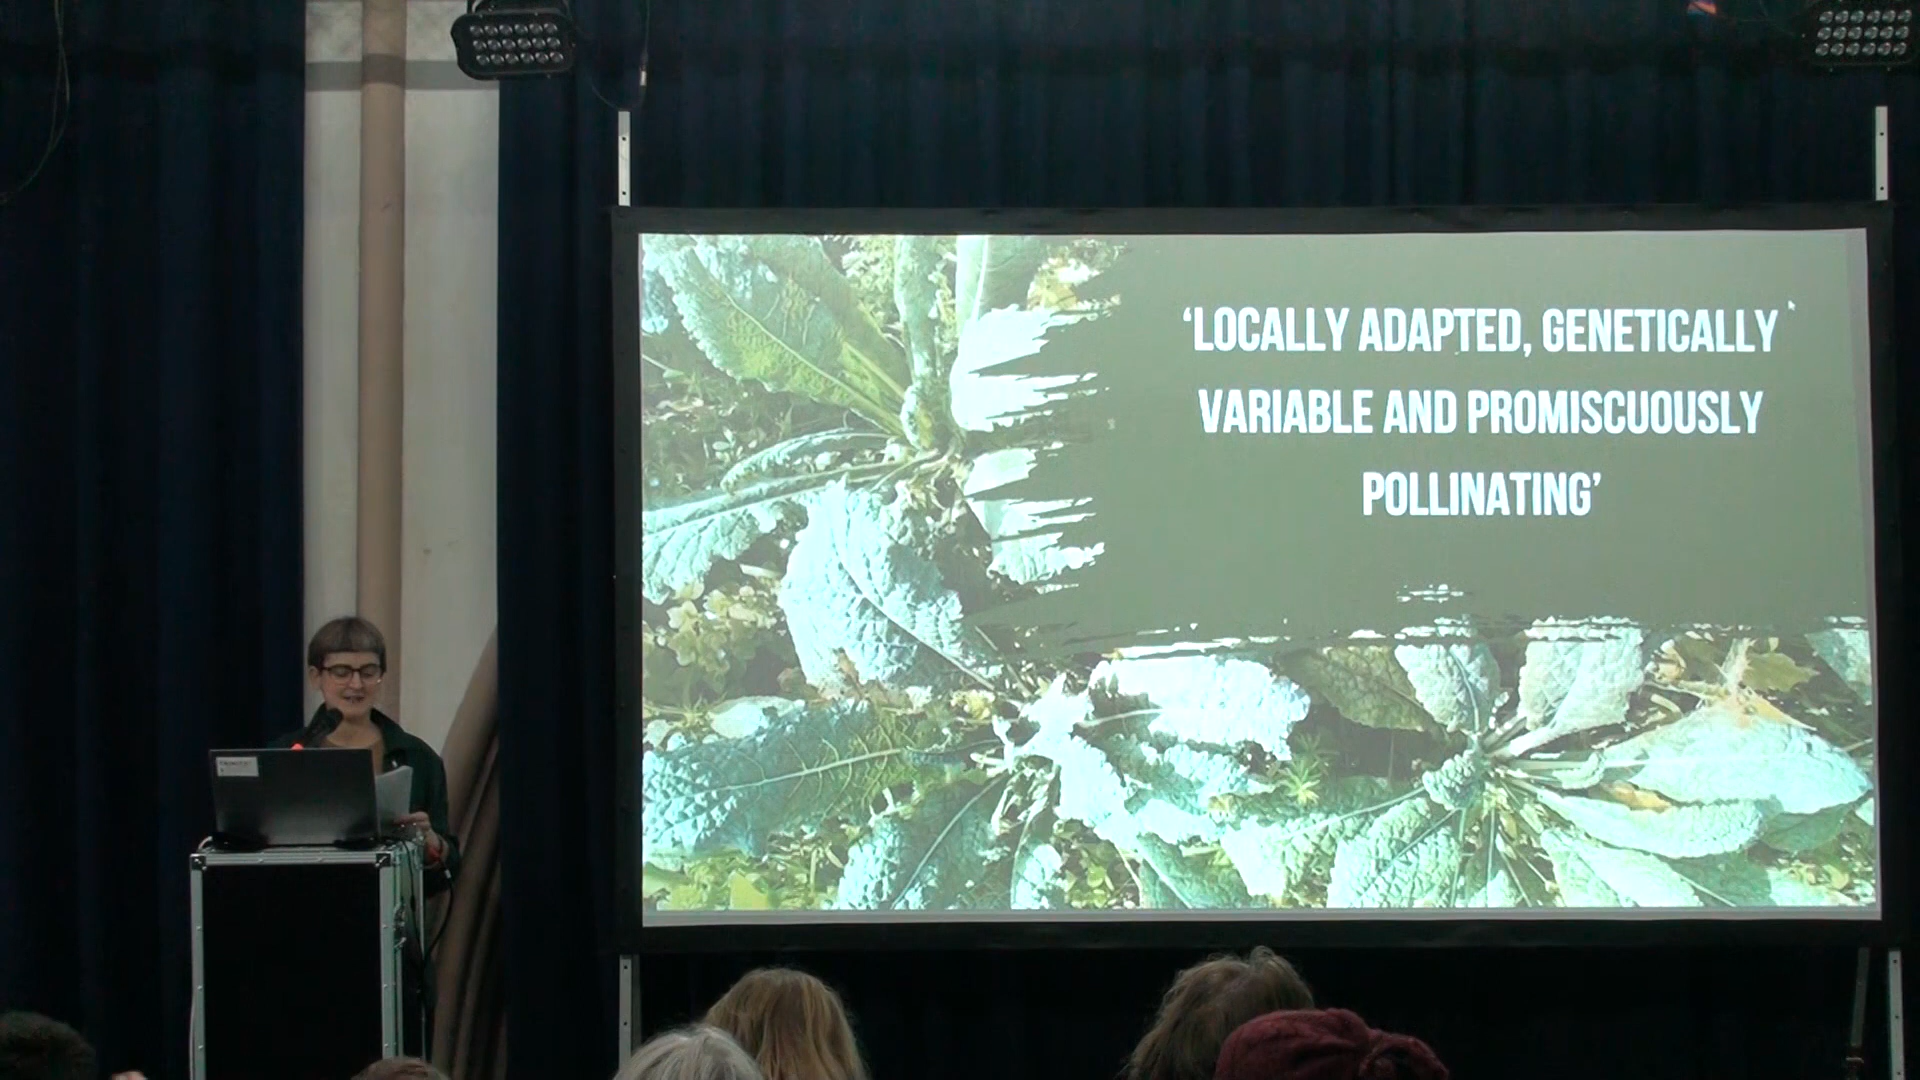 ‘LOCALLY ADAPTED, GENETICALLY
VARIABLE AND PROMISCUOUSLY
POLLINATING’